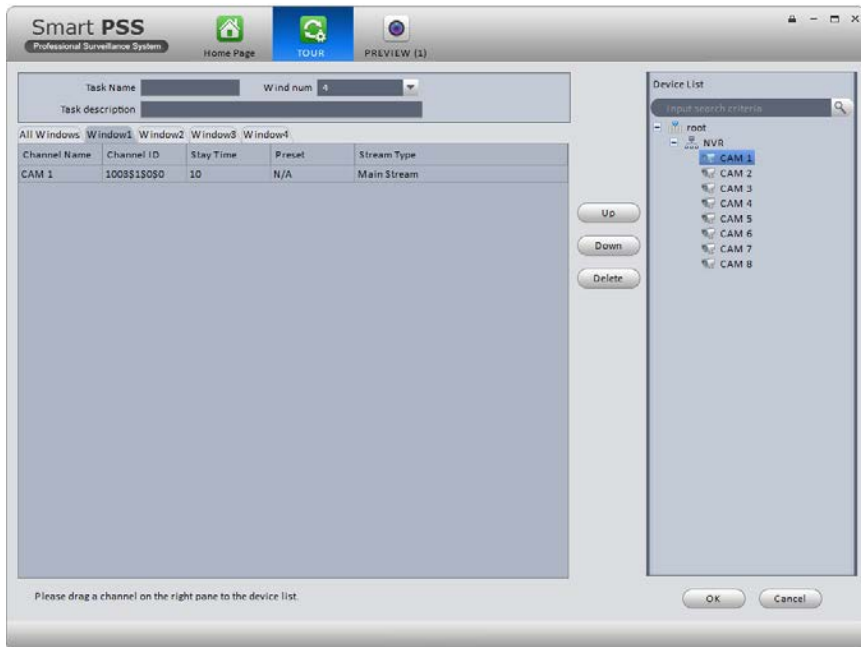 Smart PSS
Professional Surveillance System
Home Page
TOUR
PREVIEW (1)
Task Name
Wind num 4
Task description
All Windows Window1 Window2 Window3 Window4
Channel Name Channel ID Stay Time Preset Stream Type
CAM 1 1003$1$0$0 10 N/A Main Stream
Up
Down
Delete
Device List
Input search criteria
root
NVR
CAM 1
CAM 2
CAM 3
CAM 4
CAM 5
CAM 6
CAM 7
CAM 8
Please drag a channel on the right pane to the device list.
OK Cancel